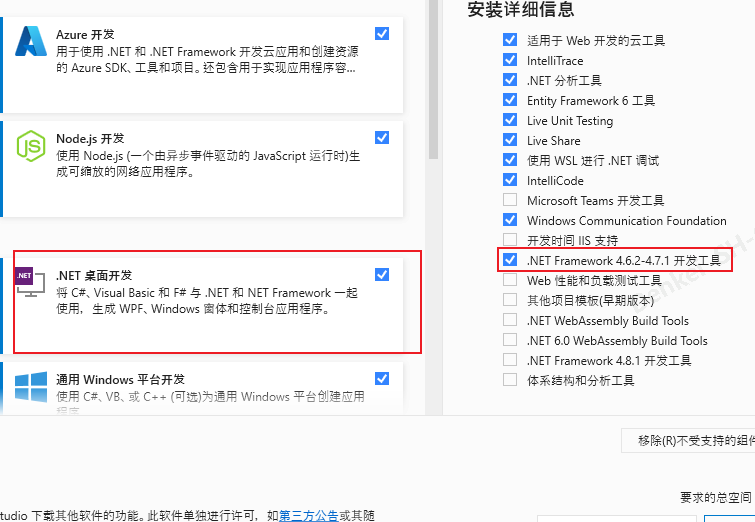 Azure 开发
用于使用 .NET 和 .NET Framework 开发云应用和创建资源
的 Azure SDK、工具和项目。还包含用于实现应用程序容...
Node.js 开发
使用 Node.js (一个由异步事件驱动的 JavaScript 运行时)生
成可缩放的网络应用程序。
.NET
.NET 桌面开发
将 C#、Visual Basic 和 F# 与 .NET 和 NET Framework 一起
使用，生成 WPF、Windows 窗体和控制台应用程序。
通用 Windows 平台开发
使用 C#、VB、或 C++ (可选)为通用 Windows 平台创建应用
程序
安装详细信息
适用于 Web 开发的云工具
IntelliTrace
.NET 分析工具
Entity Framework 6 工具
Live Unit Testing
Live Share
使用 WSL 进行 .NET 调试
IntelliCode
Microsoft Teams 开发工具
Windows Communication Foundation
开发时间 IIS 支持
.NET Framework 4.6.2-4.7.1 开发工具
Web 性能和负载测试工具
其他项目模板(早期版本)
.NET WebAssembly Build Tools
.NET 6.0 WebAssembly Build Tools
.NET Framework 4.8.1 开发工具
体系结构和分析工具
移除(R)不受支持的组件
要求的总空间
tudio 下载其他软件的功能。此软件单独进行许可，如第三方公告或其随